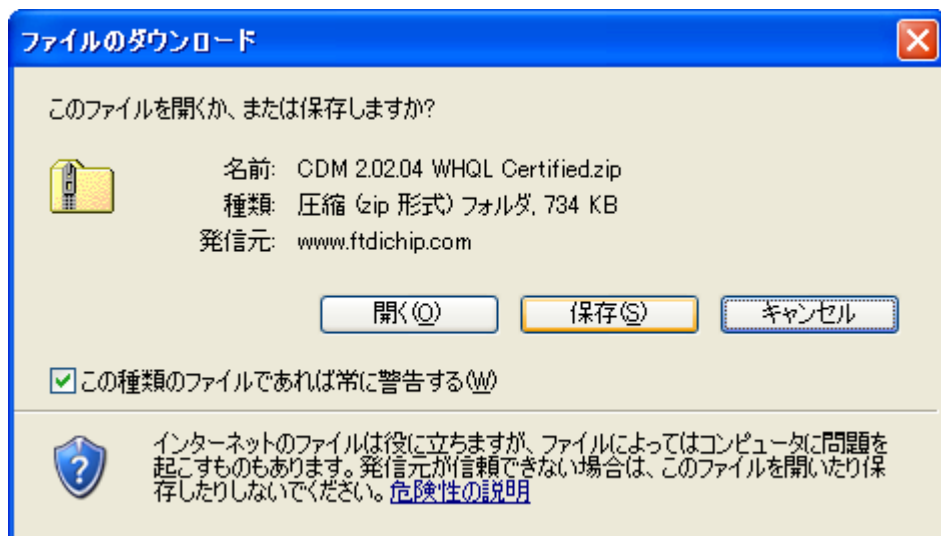 ファイルのダウンロード
このファイルを開くか、または保存しますか?
名前: CDM 2.02.04 WHQL Certified.zip
種類: 圧縮 (zip 形式) フォルダ, 734 KB
発信元: www.ftdichip.com
開く(O) 保存(S) キャンセル
この種類のファイルであれば常に警告する(W)
インターネットのファイルは役に立ちますが、ファイルによってはコンピュータに問題を
起こすものもあります。発信元が信頼できない場合は、このファイルを開いたり保
存したりしないでください。危険性の説明